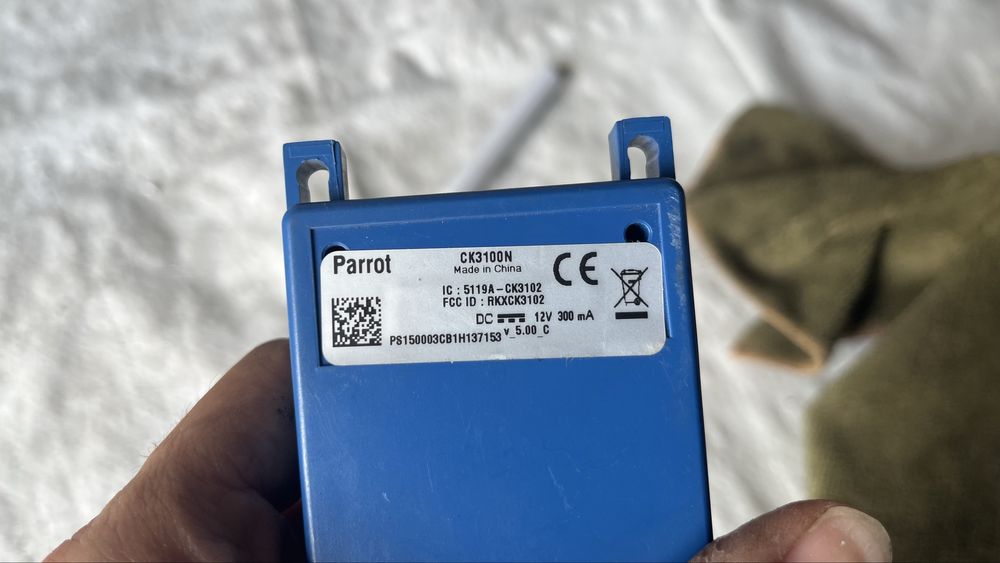 Parrot
CK3100N
Made in China
CE
IC : 5119A-CK3102
FCC ID : RKXCK3102
DC 12V 300 mA
PS150003CB1H137153 v_5.00_C